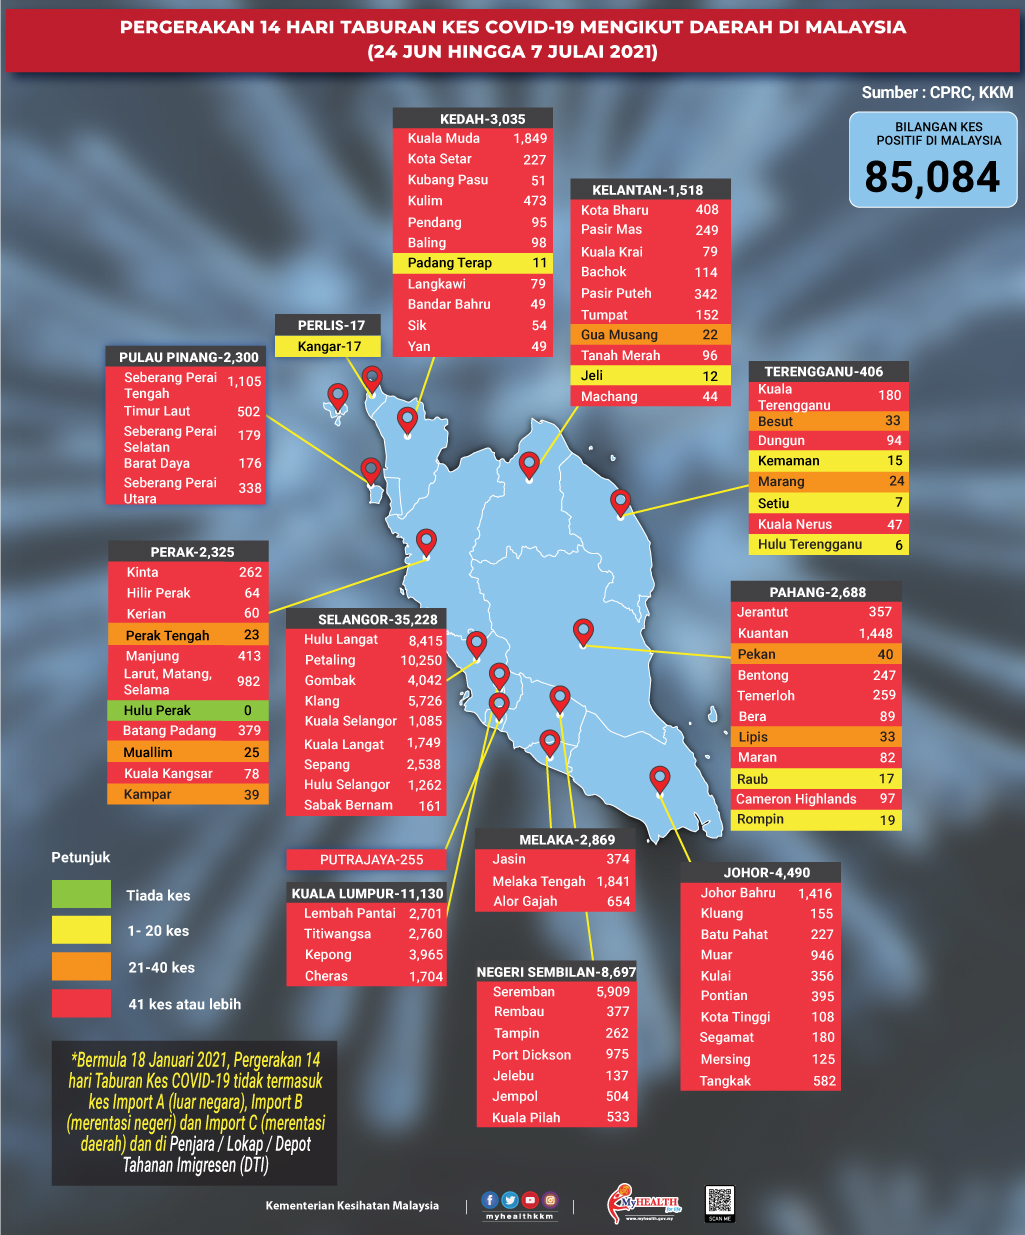 PERGERAKAN 14 HARI TABURAN KES COVID-19 MENGIKUT DAERAH DI MALAYSIA
(24 JUN HINGGA 7 JULAI 2021)
Sumber : CPRC, KKM
BILANGAN KES
POSITIF DI MALAYSIA
85,084
KEDAH-3,035
Kuala Muda 1,849
Kota Setar 227
Kubang Pasu 51
Kulim 473
Pendang 95
Baling 98
Padang Terap 11
Langkawi 79
Bandar Bahru 49
Sik 54
Yan 49
KELANTAN-1,518
Kota Bharu 408
Pasir Mas 249
Kuala Krai 79
Bachok 114
Pasir Puteh 342
Tumpat 152
Gua Musang 22
Tanah Merah 96
Jeli 12
Machang 44
PERLIS-17
Kangar-17
PULAU PINANG-2,300
Seberang Perai
Tengah 1,105
Timur Laut 502
Seberang Perai
Selatan 179
Barat Daya 176
Seberang Perai
Utara 338
TERENGGANU-406
Kuala
Terengganu 180
Besut 33
Dungun 94
Kemaman 15
Marang 24
Setiu 7
Kuala Nerus 47
Hulu Terengganu 6
PERAK-2,325
Kinta 262
Hilir Perak 64
Kerian 60
Perak Tengah 23
Manjung 413
Larut, Matang,
Selama 982
Hulu Perak 0
Batang Padang 379
Muallim 25
Kuala Kangsar 78
Kampar 39
SELANGOR-35,228
Hulu Langat 8,415
Petaling 10,250
Gombak 4,042
Klang 5,726
Kuala Selangor 1,085
Kuala Langat 1,749
Sepang 2,538
Hulu Selangor 1,262
Sabak Bernam 161
PAHANG-2,688
Jerantut 357
Kuantan 1,448
Pekan 40
Bentong 247
Temerloh 259
Bera 89
Lipis 33
Maran 82
Raub 17
Cameron Highlands 97
Rompin 19
PUTRAJAYA-255
KUALA LUMPUR-11,130
Lembah Pantai 2,701
Titiwangsa 2,760
Kepong 3,965
Cheras 1,704
MELAKA-2,869
Jasin 374
Melaka Tengah 1,841
Alor Gajah 654
NEGERI SEMBILAN-8,697
Seremban 5,909
Rembau 377
Tampin 262
Port Dickson 975
Jelebu 137
Jempol 504
Kuala Pilah 533
JOHOR-4,490
Johor Bahru 1,416
Kluang 155
Batu Pahat 227
Muar 946
Kulai 356
Pontian 395
Kota Tinggi 108
Segamat 180
Mersing 125
Tangkak 582
Petunjuk
Tiada kes
1- 20 kes
21-40 kes
41 kes atau lebih
*Bermula 18 Januari 2021, Pergerakan 14
hari Taburan Kes COVID-19 tidak termasuk
kes Import A (luar negara), Import B
(merentasi negeri) dan Import C (merentasi
daerah) dan di Penjara / Lokap / Depot
Tahanan Imigresen (DTI)
Kementerian Kesihatan Malaysia
myhealthkkm
MyHEALTH
for life
www.myhealth.gov.my
SCAN ME